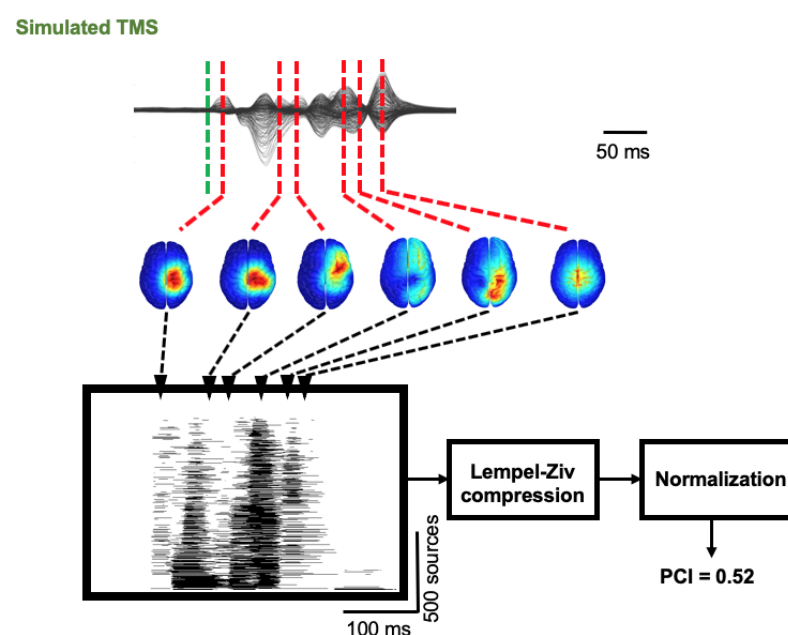 Simulated TMS
50 ms
Lempel-Ziv
compression
Normalization
PCI = 0.52
500 sources
100 ms